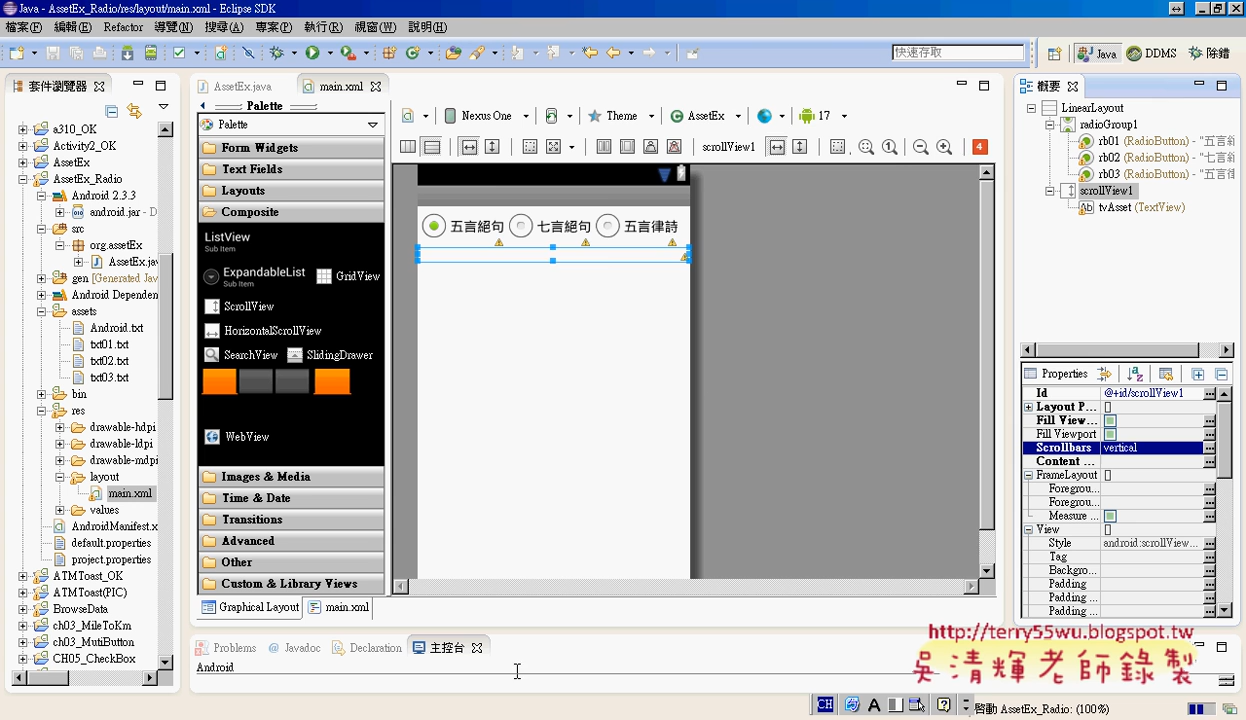 Java - AssetEx_Radio/res/layout/main.xml - Eclipse SDK
檔案(F) 編輯(E) Refactor 導覽(N) 搜尋(A) 專案(P) 執行(R) 視窗(W) 說明(H)
快速存取 Java DDMS 除錯
套件瀏覽器
a310_OK
Activity2_OK
AssetEx
AssetEx_Radio
Android 2.3.3
android.jar - D
src
org.assetEx
AssetEx.jav
gen [Generated Jav
Android Dependen
assets
Android.txt
txt01.txt
txt02.txt
txt03.txt
bin
res
drawable-hdpi
drawable-ldpi
drawable-mdpi
layout
main.xml
values
AndroidManifest.x
default.properties
project.properties
ATMToast_OK
ATMToast(PIC)
BrowseData
ch03_MileToKm
ch03_MutiButton
CH05_CheckBox
AssetEx.java main.xml
Palette
Palette
Form Widgets
Text Fields
Layouts
Composite
ListView
Sub Item
ExpandableList
Sub Item
GridView
ScrollView
HorizontalScrollView
SearchView SlidingDrawer
WebView
Images & Media
Time & Date
Transitions
Advanced
Other
Custom & Library Views
Graphical Layout main.xml
Nexus One Theme AssetEx 17
scrollView1 4
五言絕句 七言絕句 五言律詩
Problems Javadoc Declaration 主控台
Android
概要
LinearLayout
radioGroup1
rb01 (RadioButton) - "五言絕
rb02 (RadioButton) - "七言絕
rb03 (RadioButton) - "五言律
scrollView1
tvAsset (TextView)
Properties
Id @+id/scrollView1
Layout P... []
Fill View...
Fill Viewport
Scrollbars vertical
Content ...
FrameLayout []
Foregrou...
Foregrou...
Measure ...
View []
Style android:scrollView...
Tag
Backgro...
Padding
Padding ...
Padding ...
http://terry55wu.blogspot.tw
吳清輝老師錄製
CH A 啟動 AssetEx_Radio: (100%)